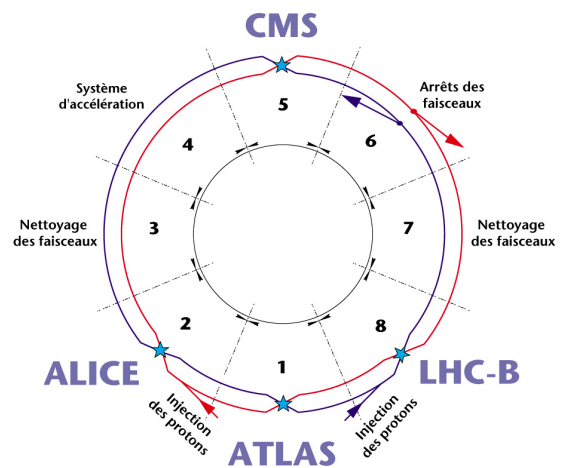 CMS
Système
d'accélération
Arrêts des
faisceaux
5
4
6
Nettoyage
des faisceaux
3
7
Nettoyage
des faisceaux
2
8
1
ALICE
LHC-B
Injection
des protons
Injection
des protons
ATLAS